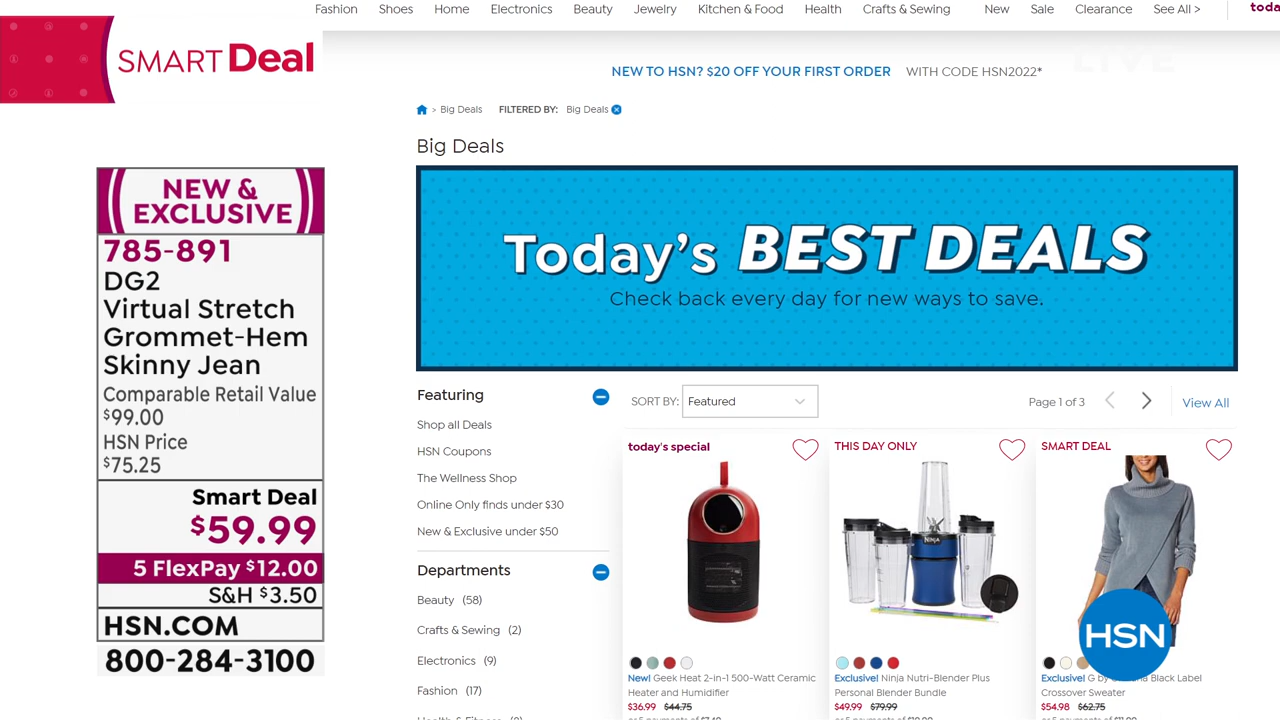 Fashion Shoes Home Electronics Beauty Jewelry Kitchen & Food Health Crafts & Sewing New Sale Clearance See All >
SMART Deal
LIVE
NEW TO HSN? $20 OFF YOUR FIRST ORDER WITH CODE HSN2022*
> Big Deals FILTERED BY: Big Deals
Big Deals
Today's BEST DEALS
Check back every day for new ways to save.
NEW &
EXCLUSIVE
785-891
DG2
Virtual Stretch
Grommet-Hem
Skinny Jean
Comparable Retail Value
$99.00
HSN Price
$75.25
Smart Deal
$59.99
5 FlexPay $12.00
S&H $3.50
HSN.COM
800-284-3100
Featuring
Shop all Deals
HSN Coupons
The Wellness Shop
Online Only finds under $30
New & Exclusive under $50
Departments
Beauty (58)
Crafts & Sewing (2)
Electronics (9)
Fashion (17)
SORT BY: Featured
Page 1 of 3
View All
today's special
NINJA
New! Geek Heat 2-in-1 500-Watt Ceramic
Heater and Humidifier
$36.99 $44.75
THIS DAY ONLY
Exclusive! Ninja Nutri-Blender Plus
Personal Blender Bundle
$49.99 $79.99
SMART DEAL
HSN
Exclusive! G by Black Label
Crossover Sweater
$54.98 $62.75